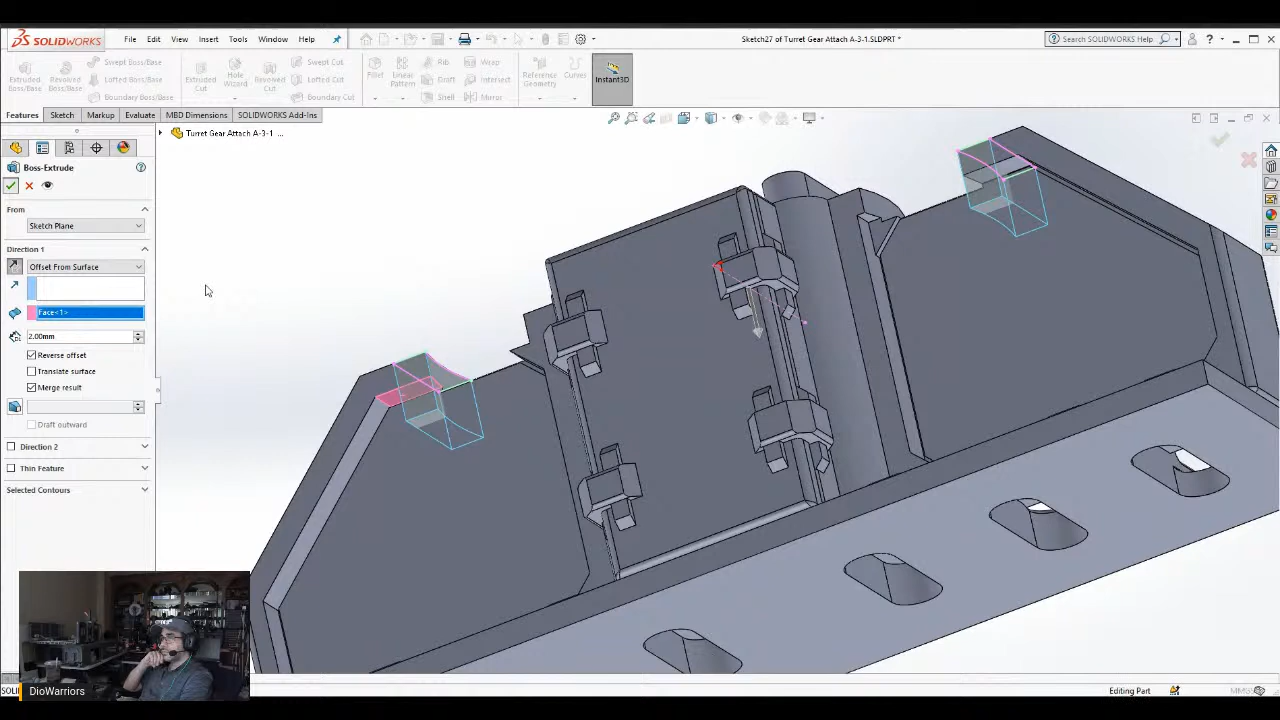 SOLIDWORKS File Edit View Insert Tools Window Help Sketch27 of Turret Gear Attach A-3-1.SLDPRT * Search SOLIDWORKS Help ?
Extruded Boss/Base
Revolved Boss/Base
Swept Boss/Base
Lofted Boss/Base
Boundary Boss/Base
Extruded Cut
Hole Wizard
Revolved Cut
Swept Cut
Lofted Cut
Boundary Cut
Fillet
Linear Pattern
Rib
Draft
Shell
Wrap
Intersect
Mirror
Reference Geometry
Curves
Instant3D
Features Sketch Markup Evaluate MBD Dimensions SOLIDWORKS Add-Ins
Turret Gear Attach A-3-1 ...
Boss-Extrude
From
Sketch Plane
Direction 1
Offset From Surface
Face<1>
2.00mm
Reverse offset
Translate surface
Merge result
Draft outward
Direction 2
Thin Feature
Selected Contours
DioWarriors
Editing Part